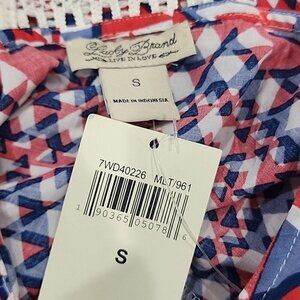 Lucky Brand
LIVE IN LOVE
S
MADE IN INDONESIA
7WD40226 MLT/961
1 90365 05078 6
S